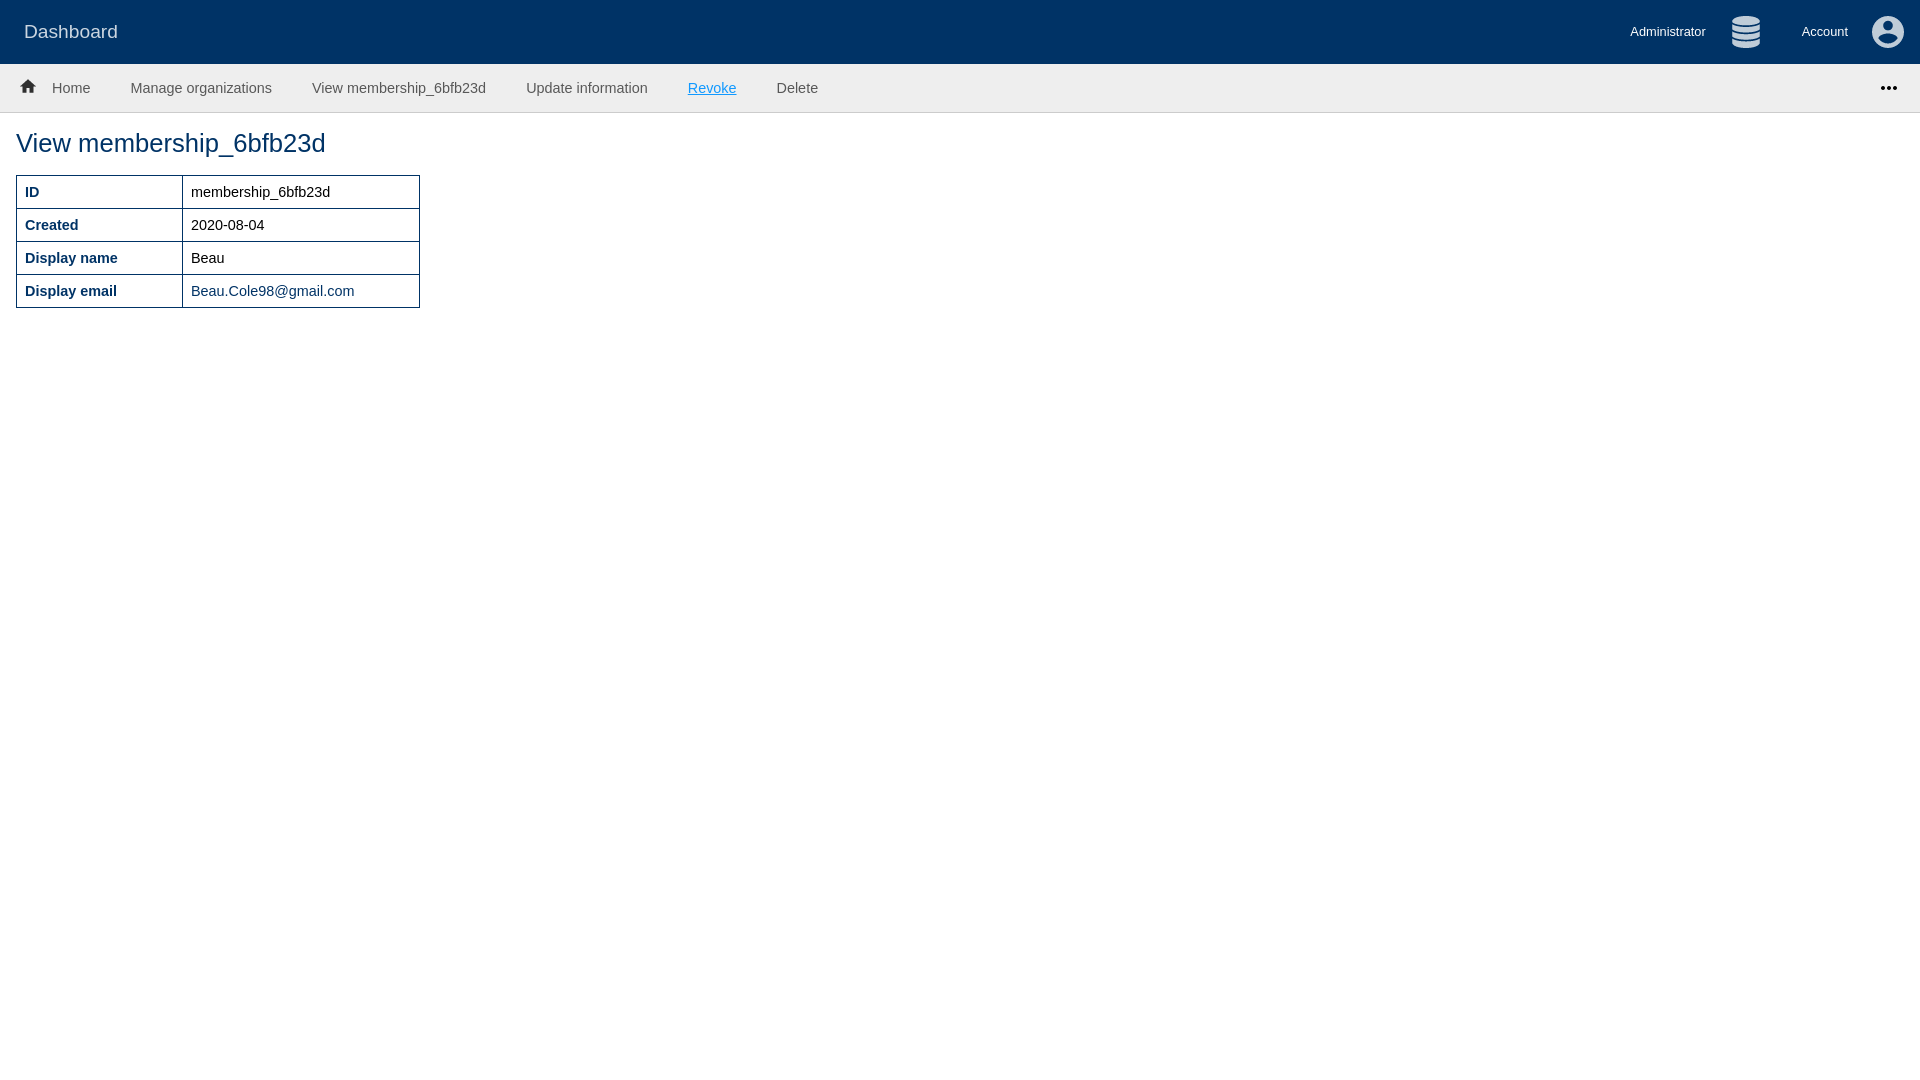 Dashboard
Administrator
Account
Home
Manage organizations
View membership_6bfb23d
Update information
Revoke
Delete
View membership_6bfb23d
ID membership_6bfb23d
Created 2020-08-04
Display name Beau
Display email Beau.Cole98@gmail.com